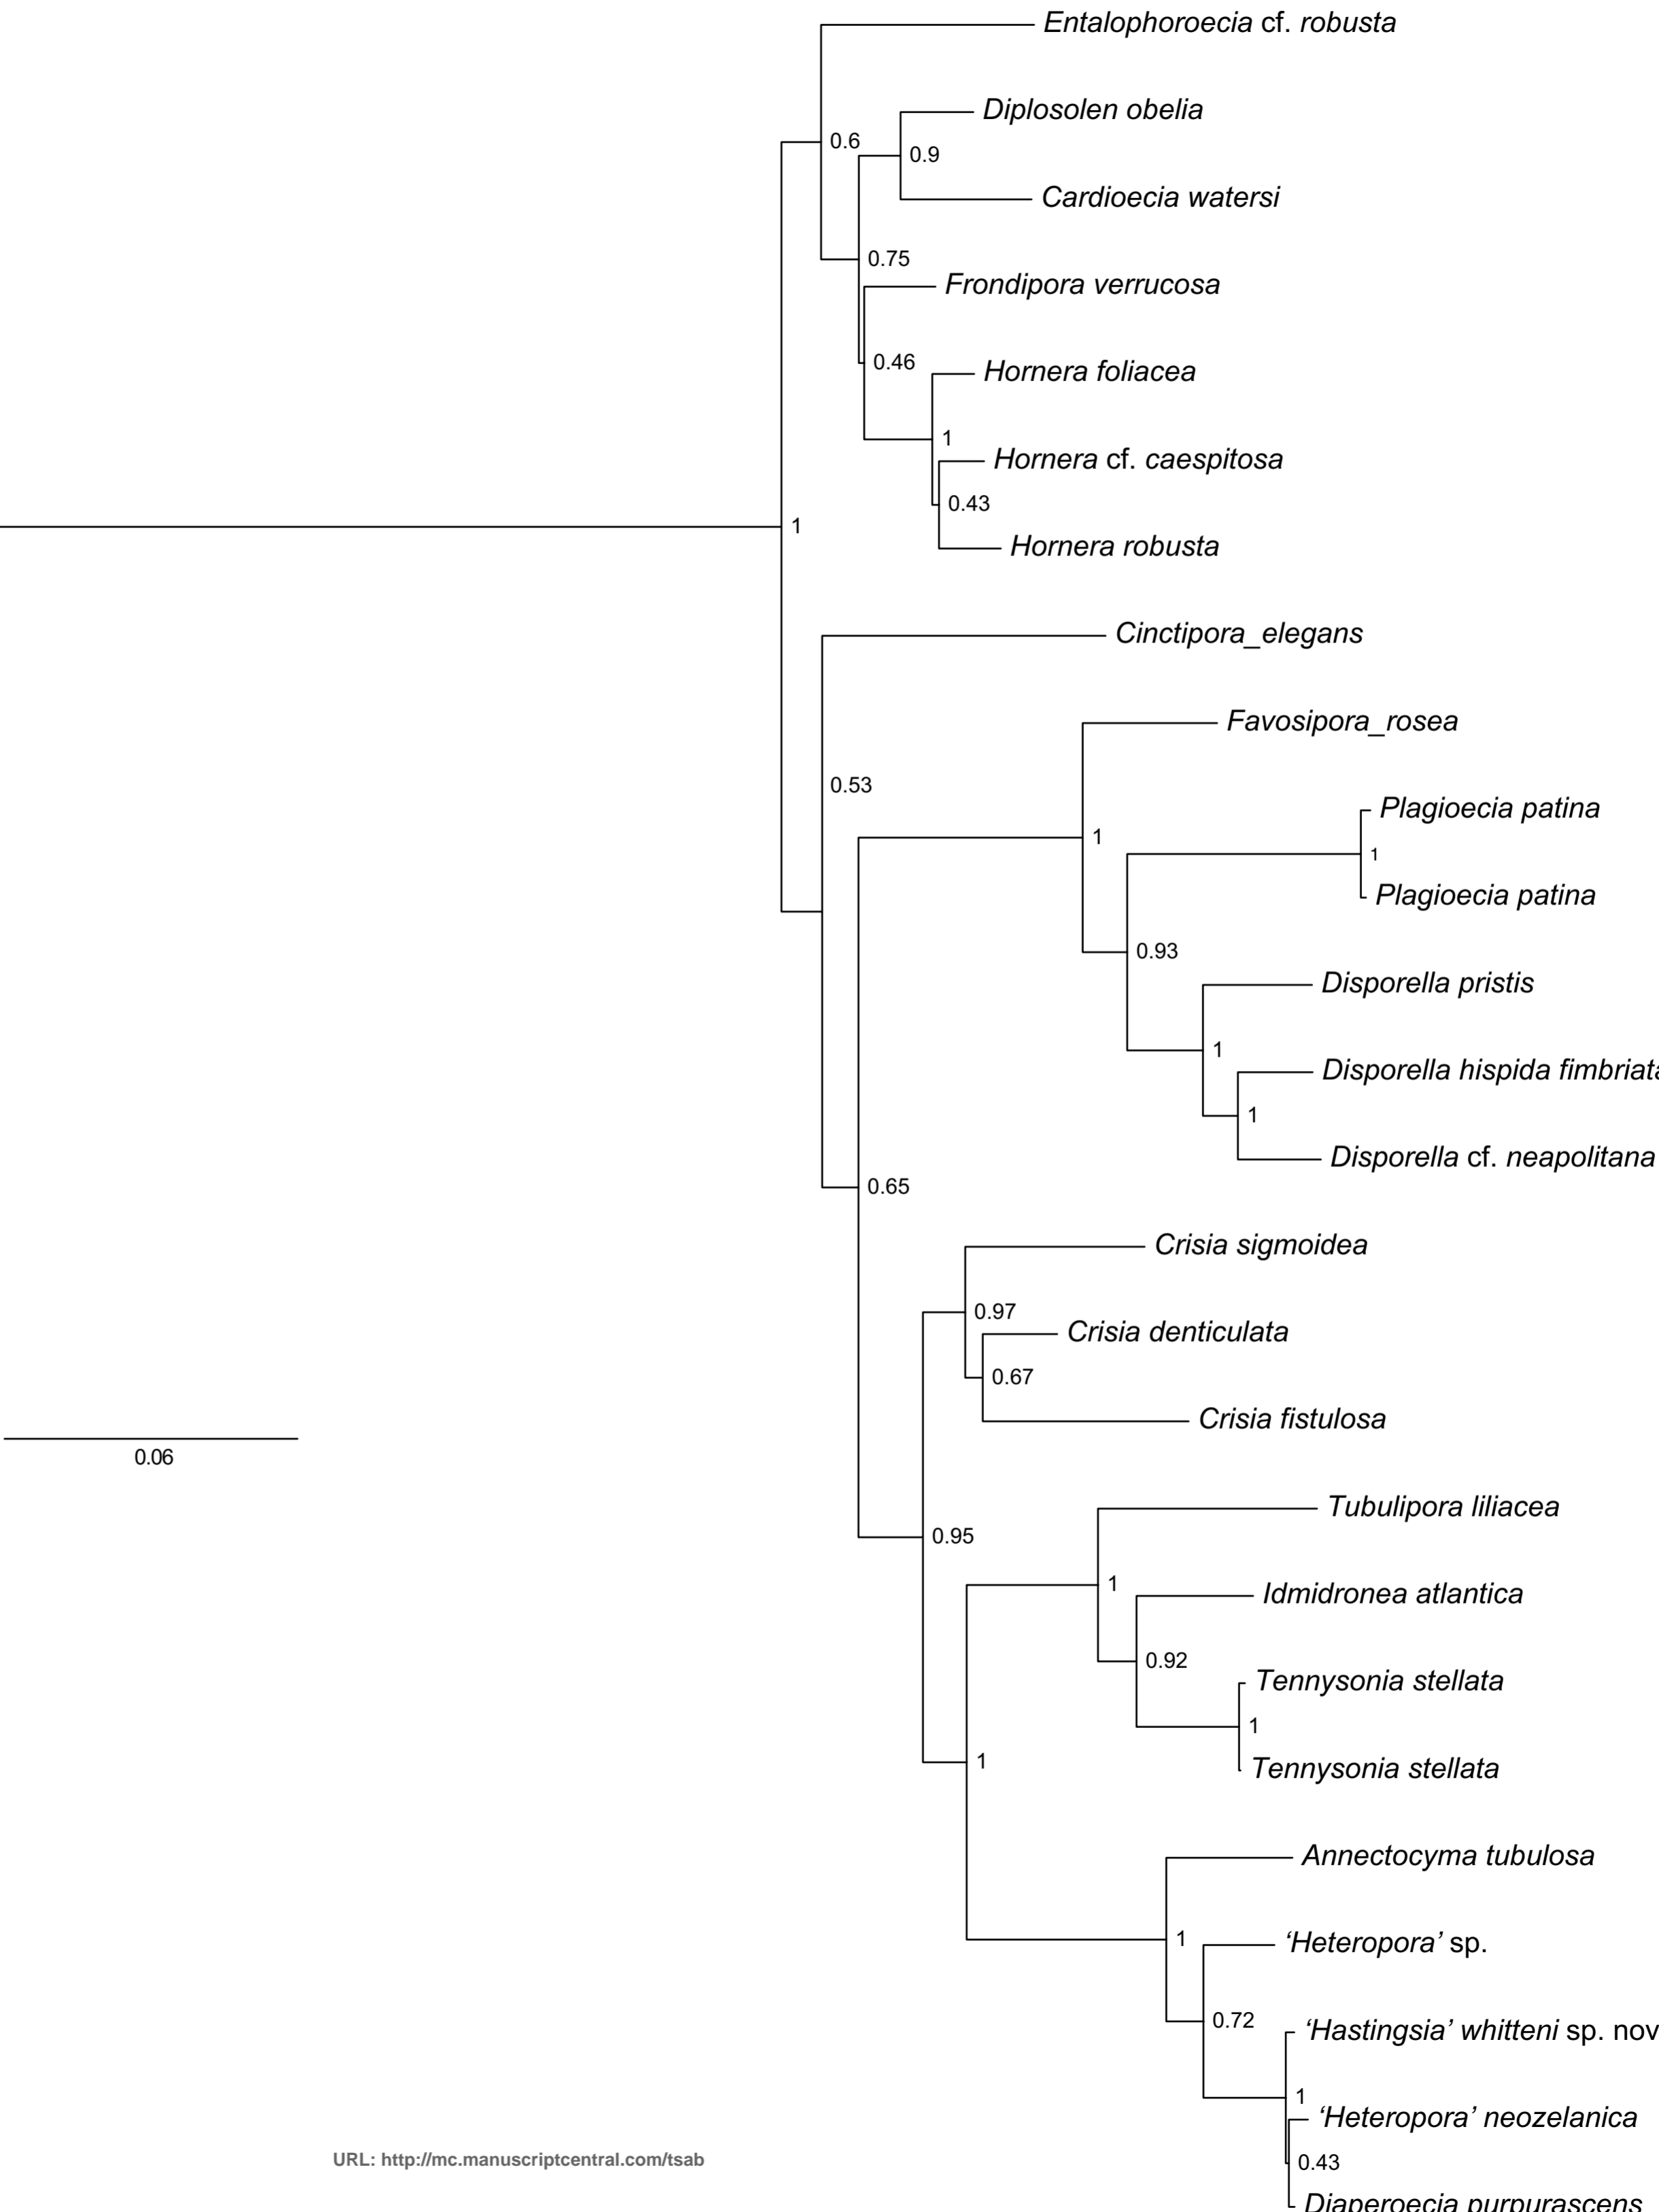 Entalophoroecia cf. robusta
Diplosolen obelia
0.6
0.9
Cardioecia watersi
0.75
Frondipora verrucosa
0.46
Hornera foliacea
1
Hornera cf. caespitosa
0.43
1
Hornera robusta
Cinctipora_elegans
Favosipora_rosea
0.53
Plagioecia patina
1
1
Plagioecia patina
0.93
Disporella pristis
1
Disporella hispida fimbriata
1
Disporella cf. neapolitana
0.65
Crisia sigmoidea
0.97
Crisia denticulata
0.67
Crisia fistulosa
0.06
Tubulipora liliacea
0.95
1
Idmidronea atlantica
0.92
Tennysonia stellata
1
1
Tennysonia stellata
Annectocyma tubulosa
1
‘Heteropora’ sp.
0.72
‘Hastingsia’ whitteni sp. nov
1
‘Heteropora’ neozelanica
URL: http://mc.manuscriptcentral.com/tsab
0.43
Diaperoecia purpurascens